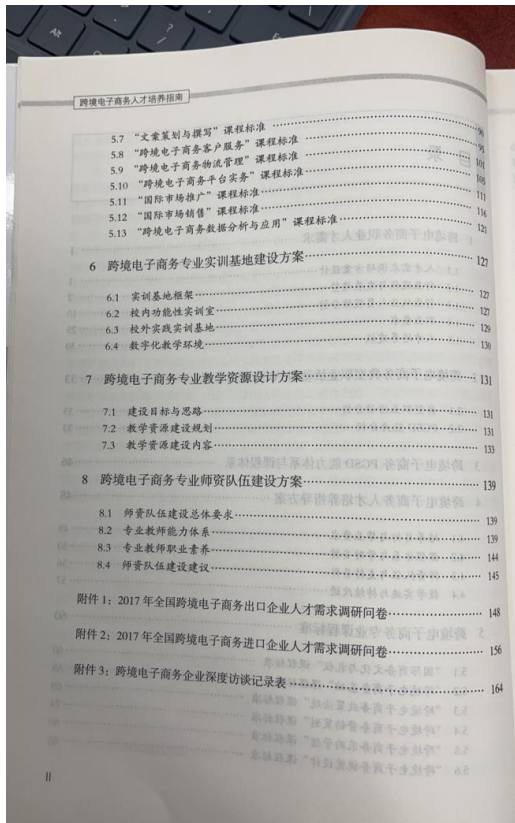 跨境电子商务人才培养指南
5.7 “文案策划与撰写”课程标准 90
5.8 “跨境电子商务客户服务”课程标准 95
5.9 “跨境电子商务物流管理”课程标准 101
5.10 “跨境电子商务平台实务”课程标准 106
5.11 “国际市场推广”课程标准 111
5.12 “国际市场销售”课程标准 116
5.13 “跨境电子商务数据分析与应用”课程标准 121
6 跨境电子商务专业实训基地建设方案 127
6.1 实训基地框架 127
6.2 校内功能性实训室 127
6.3 校外实践实训基地 129
6.4 数字化教学环境 130
7 跨境电子商务专业教学资源设计方案 131
7.1 建设目标与思路 131
7.2 教学资源建设规划 131
7.3 教学资源建设内容 133
8 跨境电子商务专业师资队伍建设方案 139
8.1 师资队伍建设总体要求 139
8.2 专业教师能力体系 139
8.3 专业教师职业素养 144
8.4 师资队伍建设建议 145
附件1：2017年全国跨境电子商务出口企业人才需求调研问卷 148
附件2：2017年全国跨境电子商务进口企业人才需求调研问卷 156
附件3：跨境电子商务企业深度访谈记录表 164
II